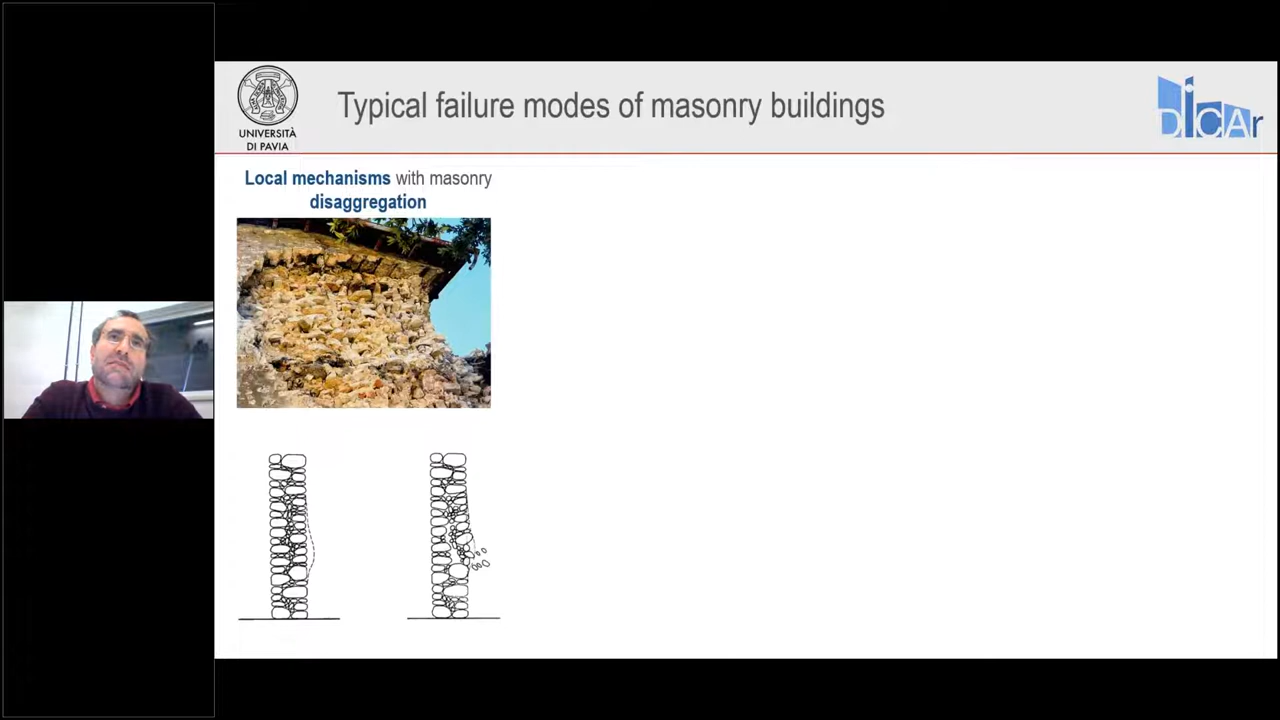 UNIVERSITÀ
DI PAVIA
Typical failure modes of masonry buildings
DICAr
Local mechanisms with masonry
disaggregation